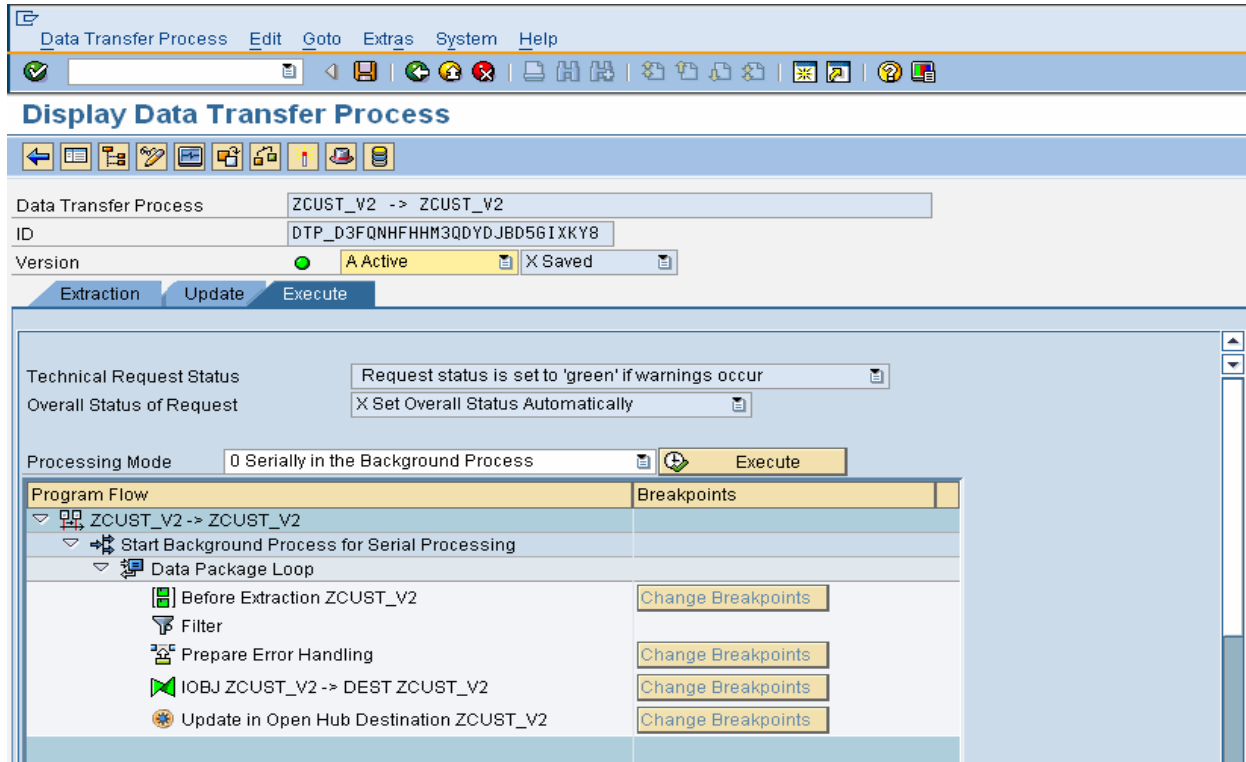 Data Transfer Process Edit Goto Extras System Help
Display Data Transfer Process
Data Transfer Process ZCUST_V2 -> ZCUST_V2
ID DTP_D3FQNHFHHM3QDYDJBD5GIXKY8
Version A Active X Saved
Extraction Update Execute
Technical Request Status Request status is set to 'green' if warnings occur
Overall Status of Request X Set Overall Status Automatically
Processing Mode 0 Serially in the Background Process Execute
Program Flow Breakpoints
ZCUST_V2 -> ZCUST_V2
Start Background Process for Serial Processing
Data Package Loop
Before Extraction ZCUST_V2 Change Breakpoints
Filter
Prepare Error Handling Change Breakpoints
IOBJ ZCUST_V2 -> DEST ZCUST_V2 Change Breakpoints
Update in Open Hub Destination ZCUST_V2 Change Breakpoints